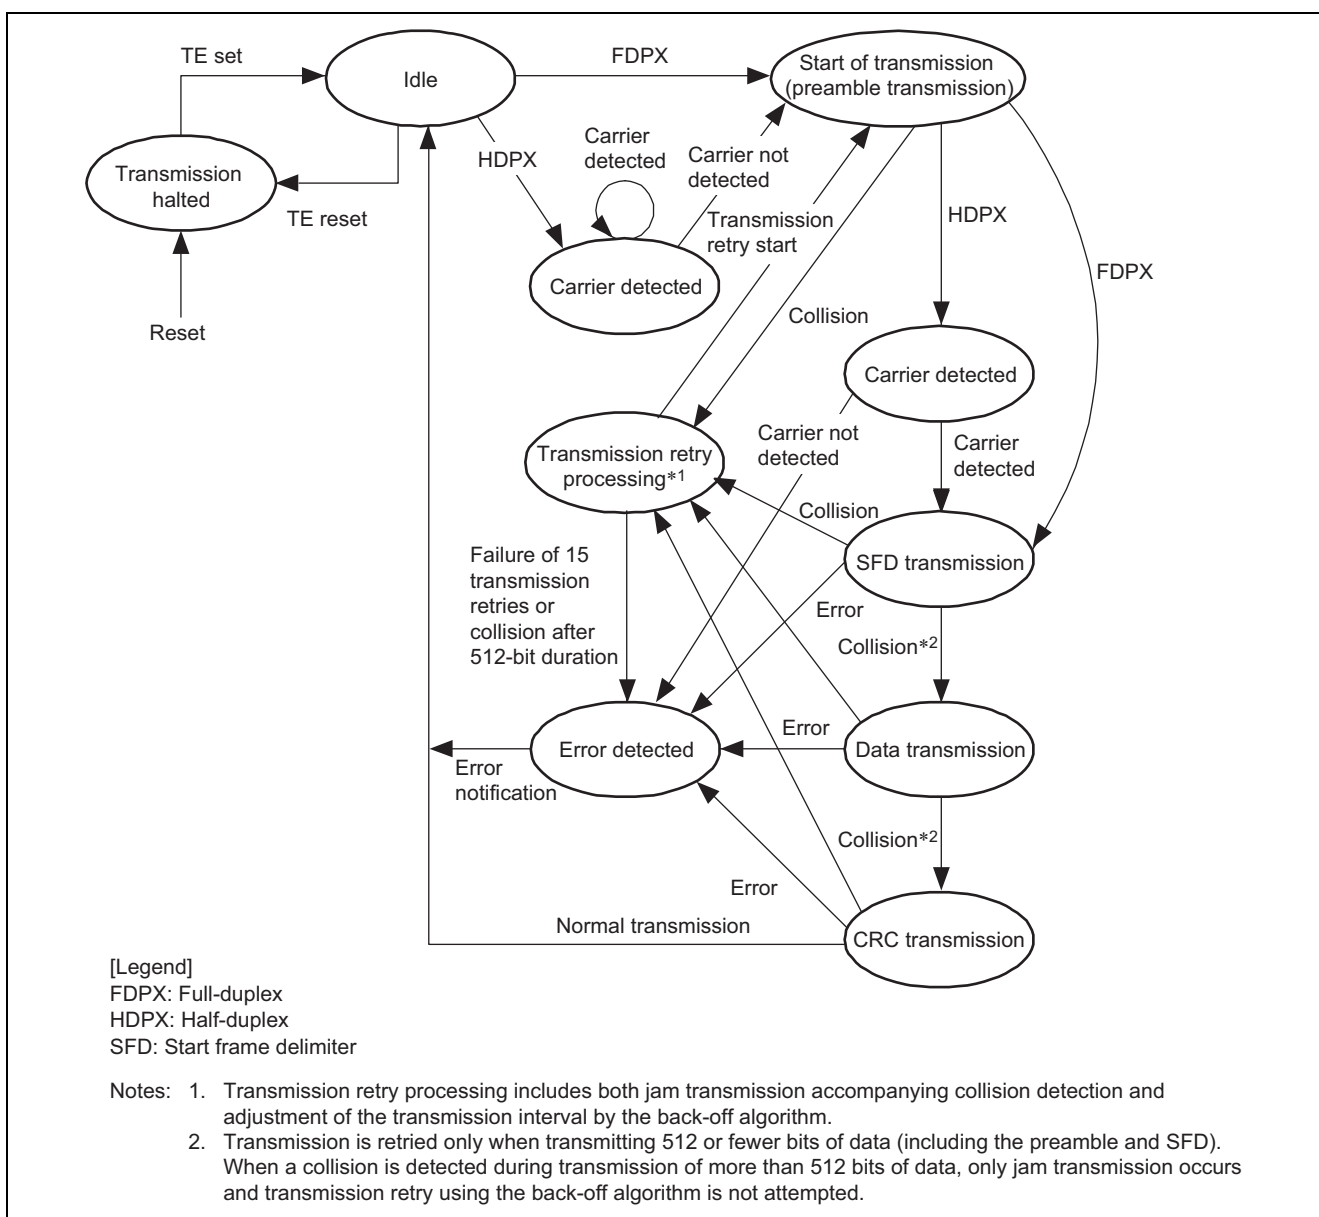 TE set
Idle
FDPX
Start of transmission
(preamble transmission)
Transmission
halted
TE reset
Reset
HDPX
Carrier
detected
Carrier not
detected
Carrier detected
Transmission
retry start
HDPX
FDPX
Collision
Carrier detected
Carrier not
detected
Carrier
detected
Transmission retry
processing*1
Collision
SFD transmission
Failure of 15
transmission
retries or
collision after
512-bit duration
Error
Collision*2
Error detected
Error
Data transmission
Error
notification
Collision*2
Error
Normal transmission
CRC transmission
[Legend]
FDPX: Full-duplex
HDPX: Half-duplex
SFD: Start frame delimiter
Notes: 1. Transmission retry processing includes both jam transmission accompanying collision detection and
adjustment of the transmission interval by the back-off algorithm.
2. Transmission is retried only when transmitting 512 or fewer bits of data (including the preamble and SFD).
When a collision is detected during transmission of more than 512 bits of data, only jam transmission occurs
and transmission retry using the back-off algorithm is not attempted.